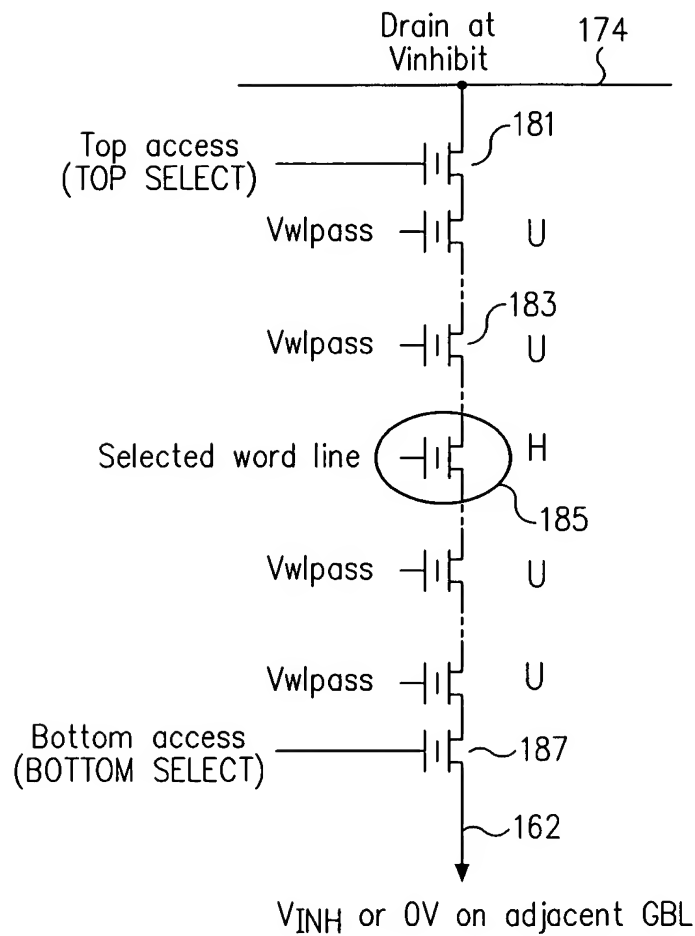 Drain at
Vinhibit
174
181
Top access
(TOP SELECT)
Vwlpass
U
183
Vwlpass
U
Selected word line
H
185
Vwlpass
U
Vwlpass
U
Bottom access
(BOTTOM SELECT)
187
162
VINH or 0V on adjacent GBL